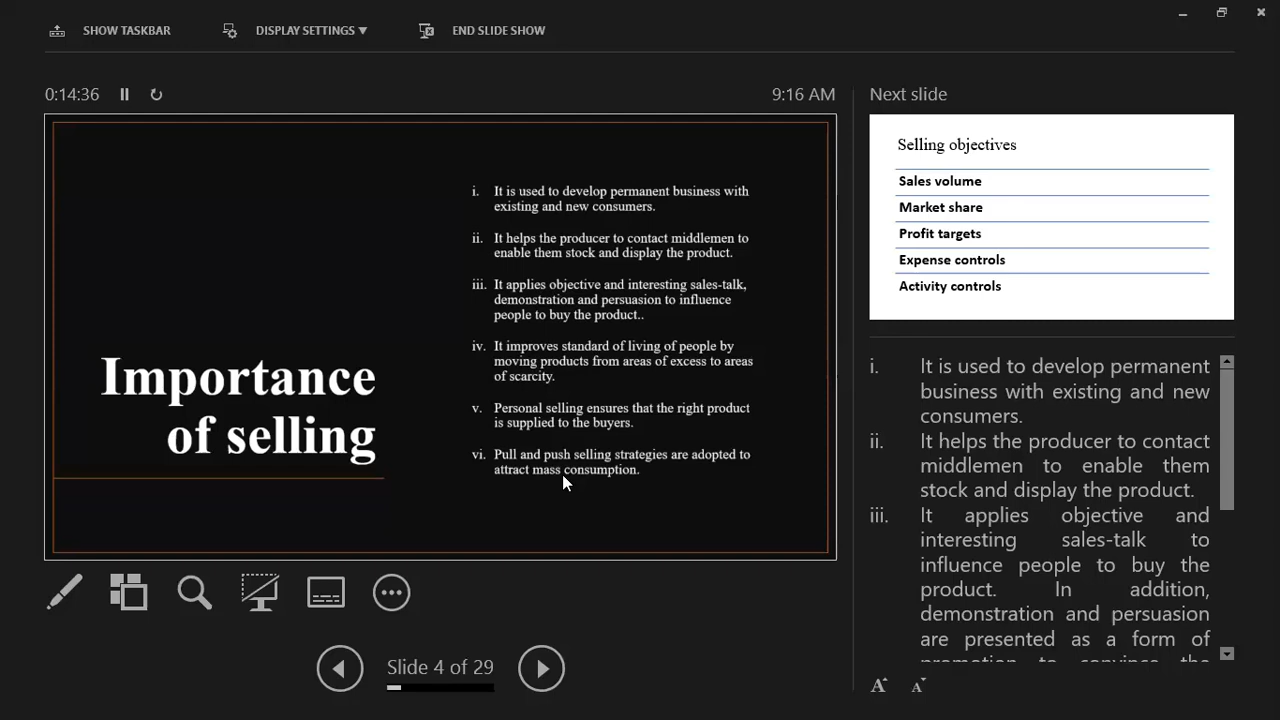 SHOW TASKBAR
DISPLAY SETTINGS ▼
END SLIDE SHOW
0:14:36
9:16 AM
Importance
of selling
i. It is used to develop permanent business with
existing and new consumers.
ii. It helps the producer to contact middlemen to
enable them stock and display the product.
iii. It applies objective and interesting sales-talk,
demonstration and persuasion to influence
people to buy the product..
iv. It improves standard of living of people by
moving products from areas of excess to areas
of scarcity.
v. Personal selling ensures that the right product
is supplied to the buyers.
vi. Pull and push selling strategies are adopted to
attract mass consumption.
Slide 4 of 29
Next slide
Selling objectives
Sales volume
Market share
Profit targets
Expense controls
Activity controls
i. It is used to develop permanent
business with existing and new
consumers.
ii. It helps the producer to contact
middlemen to enable them
stock and display the product.
iii. It applies objective and
interesting sales-talk to
influence people to buy the
product. In addition,
demonstration and persuasion
are presented as a form of
promotion to convince the
A A